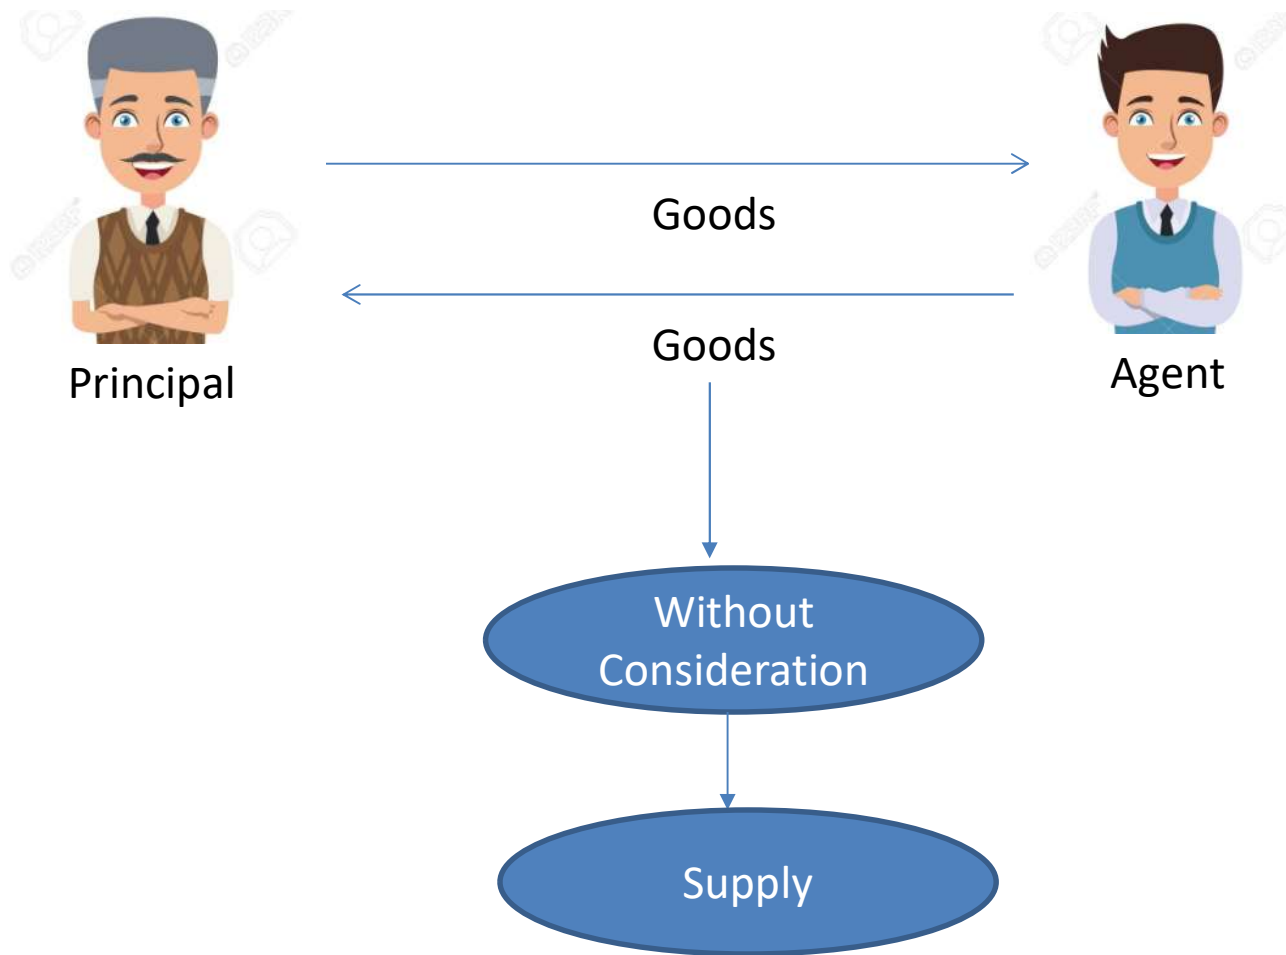 Goods
Goods
Principal
Agent
Without
Consideration
Supply